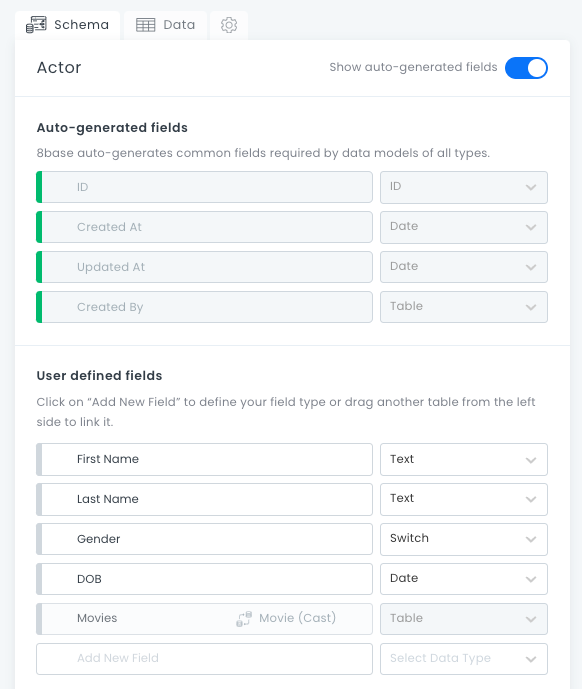 Schema Data
Actor Show auto-generated fields
Auto-generated fields
8base auto-generates common fields required by data models of all types.
ID ID
Created At Date
Updated At Date
Created By Table
User defined fields
Click on “Add New Field” to define your field type or drag another table from the left
side to link it.
First Name Text
Last Name Text
Gender Switch
DOB Date
Movies Movie (Cast) Table
Add New Field Select Data Type